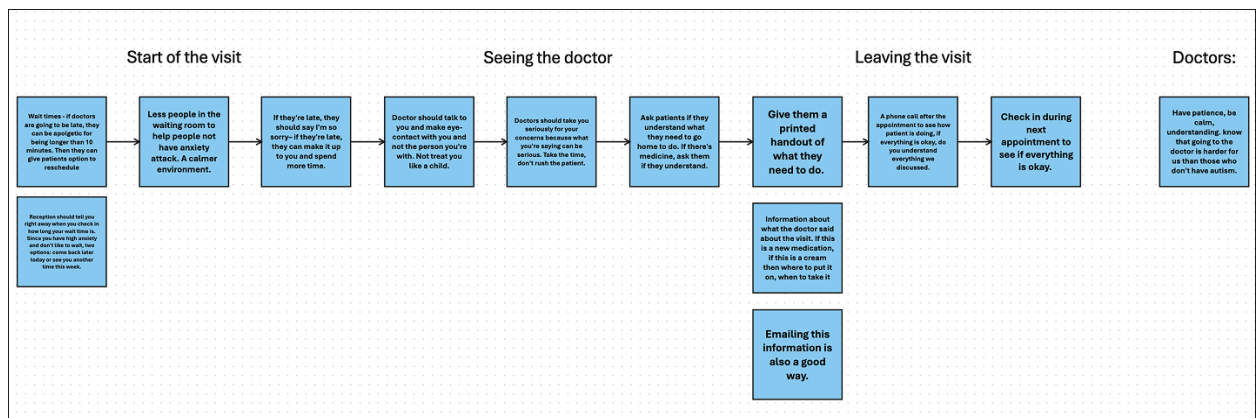 Start of the visit
Seeing the doctor
Leaving the visit
Doctors:
Wait times - if doctors
are going to be late, they
can be apolgetic for
being longer than 10
minutes. Then they can
give patients option to
reschedule
Less people in the
waiting room to
help people not
have anxiety
attack. A calmer
environment.
If they're late, they
should say I'm so
sorry– if they're late,
they can make it up
to you and spend
more time.
Doctor should talk to
you and make eye-
contact with you and
not the person you're
with. Not treat you
like a child.
Doctors should take you
seriously for your
concerns because what
you're saying can be
serious. Take the time,
don't rush the patient.
Ask patients if they
understand what they
need to go home to
do. If there's
medicine, ask them
if they understand.
Give them a
printed
handout of
what they
need to do.
A phone call after the
appointment to see how
patient is doing, if
everything is okay, do
you understand
everything we
discussed.
Check in during
next
appointment to
see if everything
is okay.
Have patience, be
calm,
understanding. know
that going to the
doctor is harder for
us than those who
don't have autism.
Reception should tell you
right away when you check in
how long your wait time is.
Since you have high anxiety
and don't like to wait, two
options: come back later
today or see you another
time this week.
Information about
what the doctor said
about the visit. If this
is a new medication,
if this is a cream
then where to put it
on, when to take it
Emailing this
information is
also a good
way.